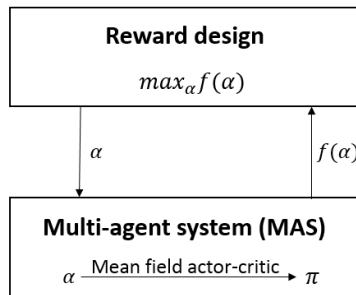 Reward design
max_α f(α)
α
f(α)
Multi-agent system (MAS)
α Mean field actor-critic π